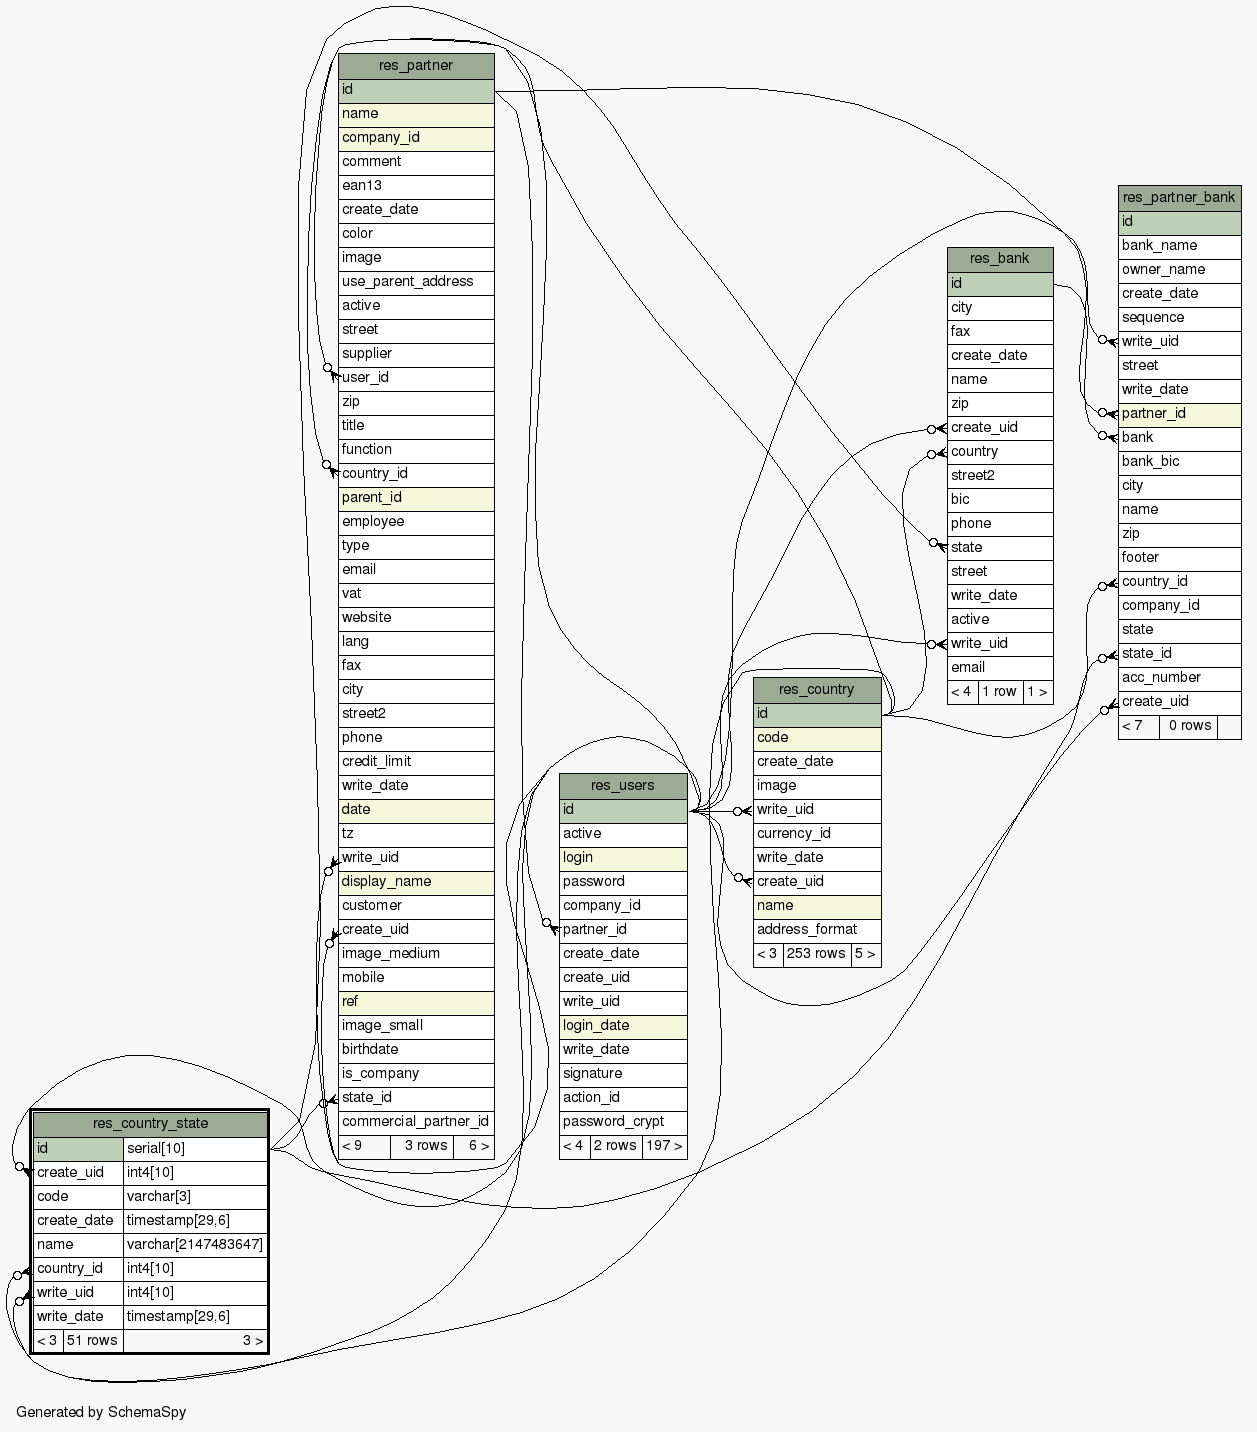 res_partner
id
name
company_id
comment
ean13
create_date
color
image
use_parent_address
active
street
supplier
user_id
zip
title
function
country_id
parent_id
employee
type
email
vat
website
lang
fax
city
street2
phone
credit_limit
write_date
date
tz
write_uid
display_name
customer
create_uid
image_medium
mobile
ref
image_small
birthdate
is_company
state_id
commercial_partner_id
< 9 3 rows 6 >
res_partner_bank
id
bank_name
owner_name
create_date
sequence
write_uid
street
write_date
partner_id
bank
bank_bic
city
name
zip
footer
country_id
company_id
state
state_id
acc_number
create_uid
< 7 0 rows
res_bank
id
city
fax
create_date
name
zip
create_uid
country
street2
bic
phone
state
street
write_date
active
write_uid
email
< 4 1 row 1 >
res_country
id
code
create_date
image
write_uid
currency_id
write_date
create_uid
name
address_format
< 3 253 rows 5 >
res_users
id
active
login
password
company_id
partner_id
create_date
create_uid
write_uid
login_date
write_date
signature
action_id
password_crypt
< 4 2 rows 197 >
res_country_state
id serial[10]
create_uid int4[10]
code varchar[3]
create_date timestamp[29,6]
name varchar[2147483647]
country_id int4[10]
write_uid int4[10]
write_date timestamp[29,6]
< 3 51 rows 3 >
Generated by SchemaSpy